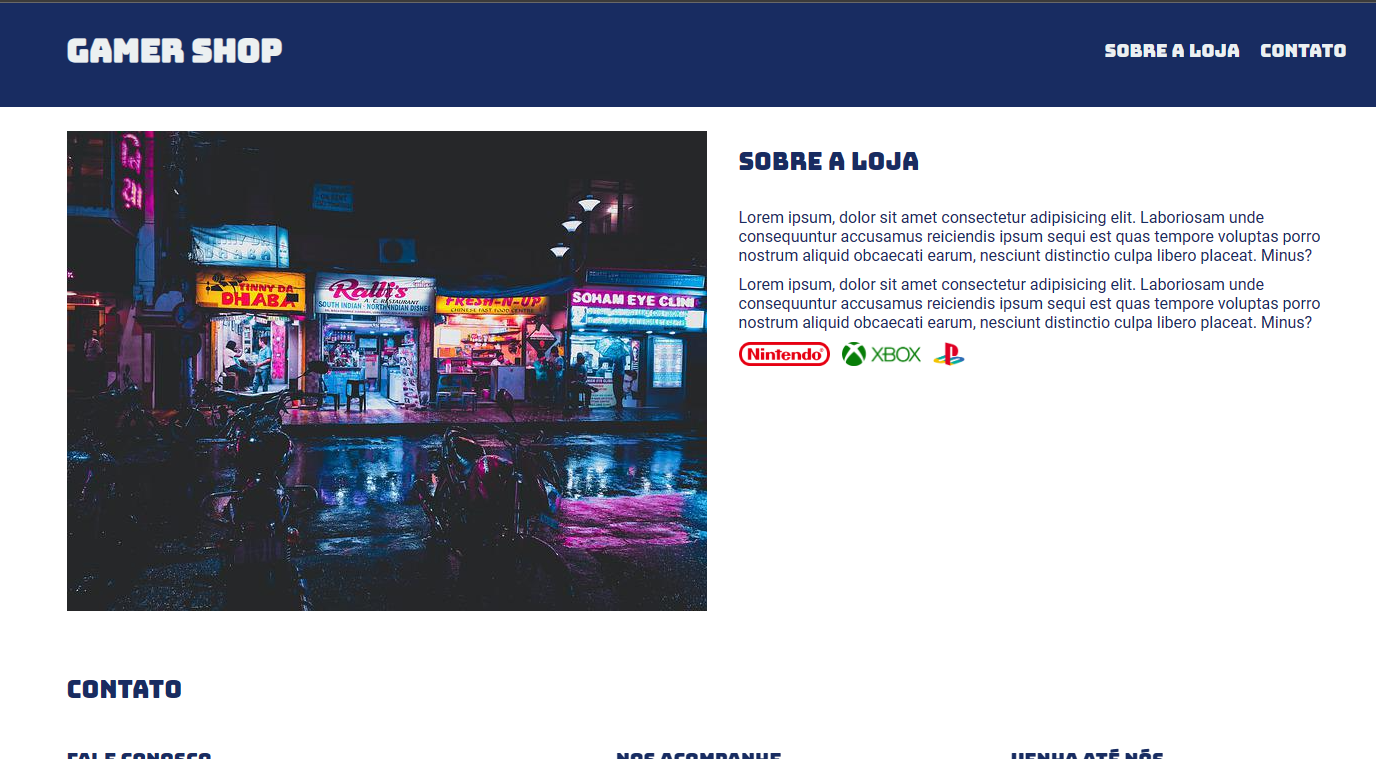 GAMER SHOP
SOBRE A LOJA CONTATO
SOBRE A LOJA
Lorem ipsum, dolor sit amet consectetur adipisicing elit. Laboriosam unde
consequuntur accusamus reiciendis ipsum sequi est quas tempore voluptas porro
nostrum aliquid obcaecati earum, nesciunt distinctio culpa libero placeat. Minus?
Lorem ipsum, dolor sit amet consectetur adipisicing elit. Laboriosam unde
consequuntur accusamus reiciendis ipsum sequi est quas tempore voluptas porro
nostrum aliquid obcaecati earum, nesciunt distinctio culpa libero placeat. Minus?
Nintendo XBOX
TINNY DA
DHABA
Ralli's
A. C. RESTAURANT
SOUTH INDIAN · NORTH INDIAN DISHES
FRESH-N-UP
CHINESE FAST FOOD CENTRE
SOHAM EYE CLINI
CONTATO
FALE CONOSCO
NOS ACOMPANHE
VENHA ATÉ NÓS